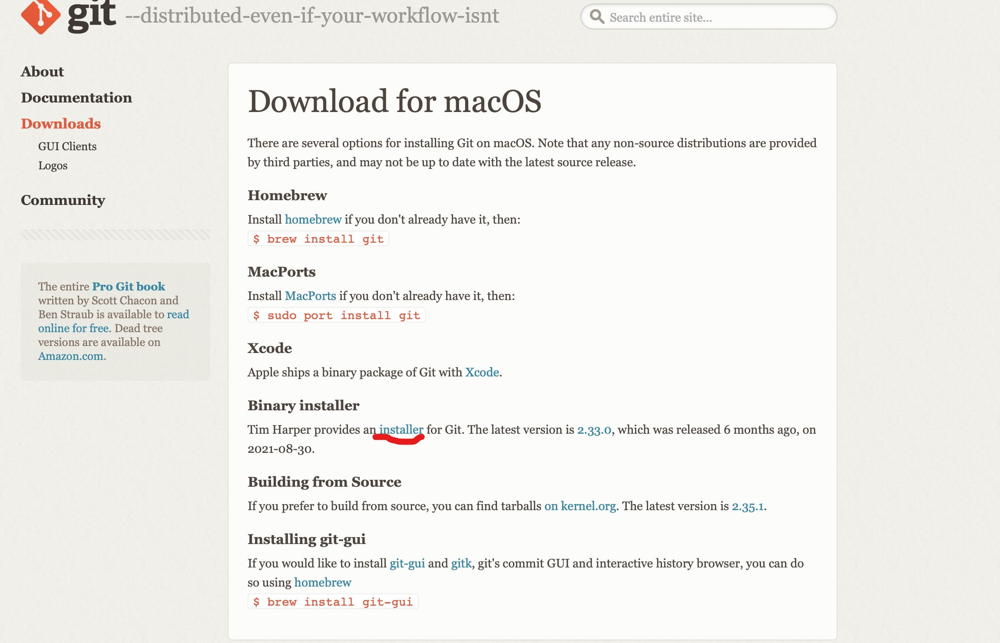 git --distributed-even-if-your-workflow-isnt
Search entire site...
About
Documentation
Downloads
GUI Clients
Logos
Community
The entire Pro Git book
written by Scott Chacon and
Ben Straub is available to read
online for free. Dead tree
versions are available on
Amazon.com.
Download for macOS
There are several options for installing Git on macOS. Note that any non-source distributions are provided
by third parties, and may not be up to date with the latest source release.
Homebrew
Install homebrew if you don't already have it, then:
$ brew install git
MacPorts
Install MacPorts if you don't already have it, then:
$ sudo port install git
Xcode
Apple ships a binary package of Git with Xcode.
Binary installer
Tim Harper provides an installer for Git. The latest version is 2.33.0, which was released 6 months ago, on
2021-08-30.
Building from Source
If you prefer to build from source, you can find tarballs on kernel.org. The latest version is 2.35.1.
Installing git-gui
If you would like to install git-gui and gitk, git's commit GUI and interactive history browser, you can do
so using homebrew
$ brew install git-gui